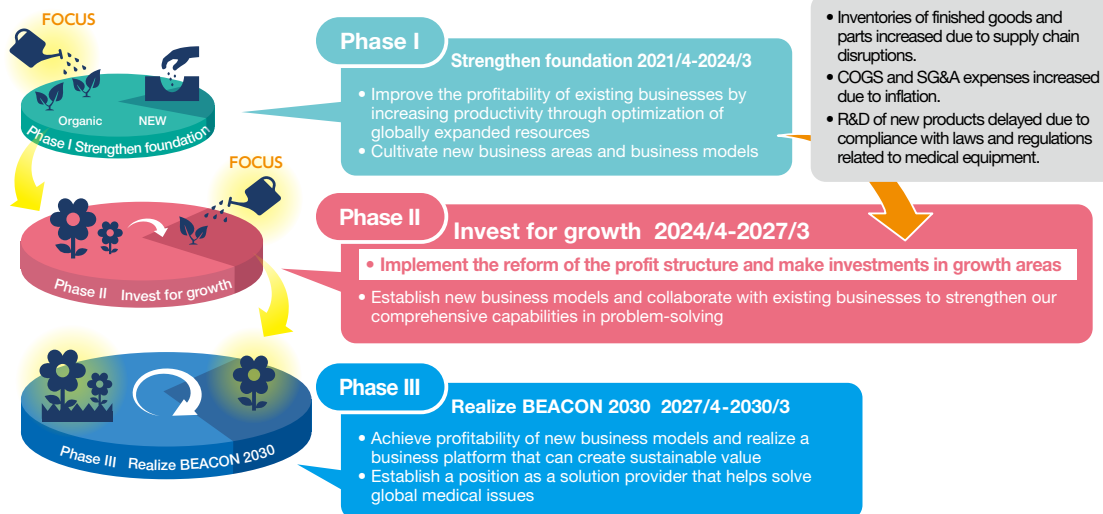 FOCUS
Organic
NEW
Phase I Strengthen foundation
Phase I
Strengthen foundation 2021/4-2024/3
• Improve the profitability of existing businesses by
increasing productivity through optimization of
globally expanded resources
• Cultivate new business areas and business models
• Inventories of finished goods and
parts increased due to supply chain
disruptions.
• COGS and SG&A expenses increased
due to inflation.
• R&D of new products delayed due to
compliance with laws and regulations
related to medical equipment.
FOCUS
Phase II Invest for growth
Phase II
Invest for growth 2024/4-2027/3
• Implement the reform of the profit structure and make investments in growth areas
• Establish new business models and collaborate with existing businesses to strengthen our
comprehensive capabilities in problem-solving
Phase III Realize BEACON 2030
Phase III
Realize BEACON 2030 2027/4-2030/3
• Achieve profitability of new business models and realize a
business platform that can create sustainable value
• Establish a position as a solution provider that helps solve
global medical issues